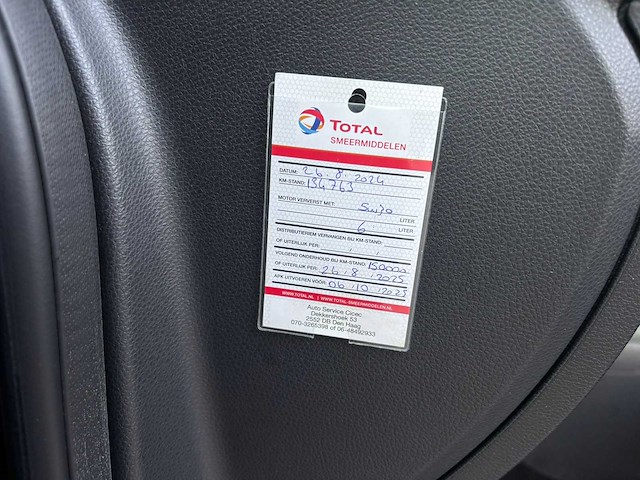 TOTAL
SMEERMIDDELEN
DATUM: 26. 8. 2024
KM-STAND: 134763
MOTOR VERVERST MET: 5w30 LITER
6 LITER
DISTRIBUTIERIEM VERVANGEN BIJ KM-STAND:
OF UITERLIJK PER:
VOLGEND ONDERHOUD BIJ KM-STAND: 150000
OF UITERLIJK PER: 26. 8. 2025
APK UITVOEREN VÓÓR: 06. 10. 2025
WWW.TOTAL.NL | WWW.TOTAL-SMEERMIDDELEN.NL
Auto Service Cicec
Dekkershoek 53
2552 DB Den Haag
070-3265398 of 06-48492933